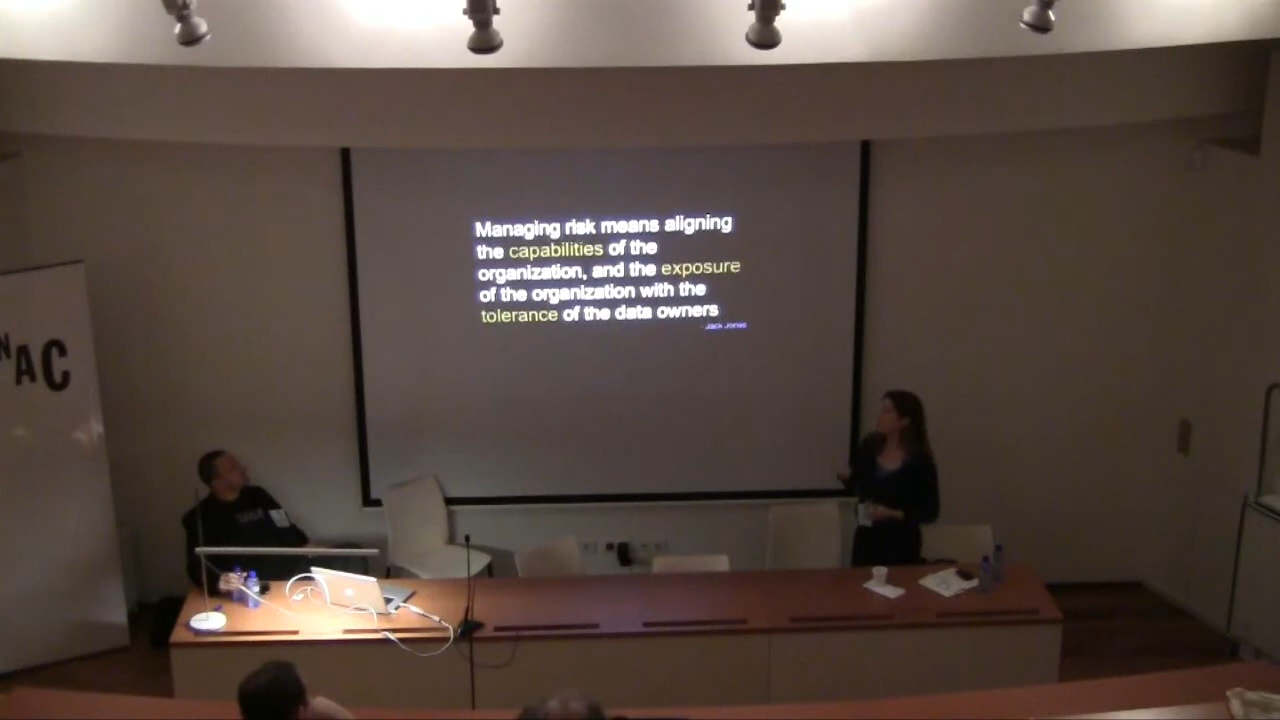 Managing risk means aligning
the capabilities of the
organization, and the exposure
of the organization with the
tolerance of the data owners
- Jack Jones
NAC